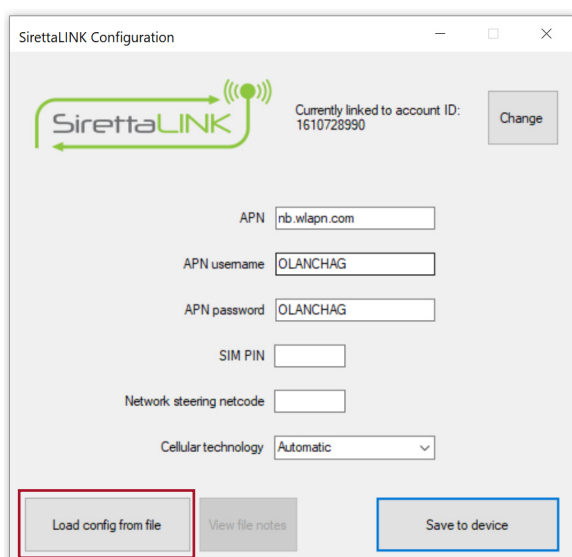 SirettaLINK Configuration
SirettaLINK
Currently linked to account ID:
1610728990
Change
APN nb.wlapn.com
APN username OLANCHAG
APN password OLANCHAG
SIM PIN
Network steering netcode
Cellular technology Automatic
Load config from file View file notes Save to device